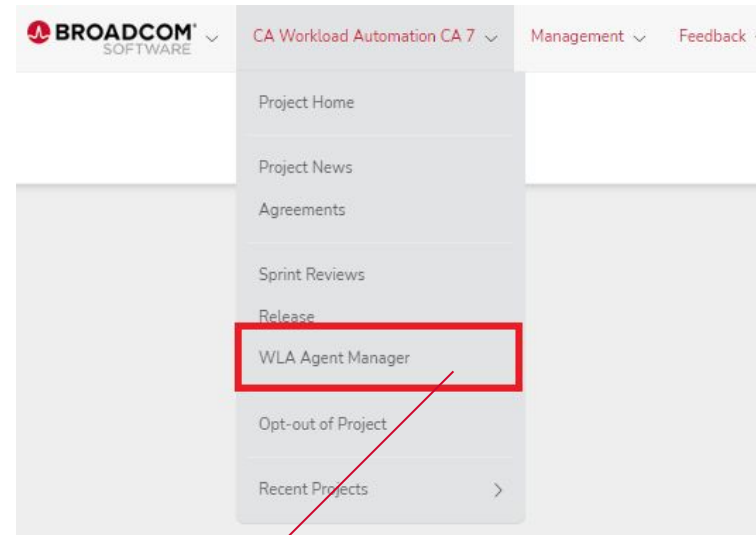 BROADCOM® CA Workload Automation CA 7 Management Feedback
SOFTWARE
Project Home
Project News
Agreements
Sprint Reviews
Release
WLA Agent Manager
Opt-out of Project
Recent Projects